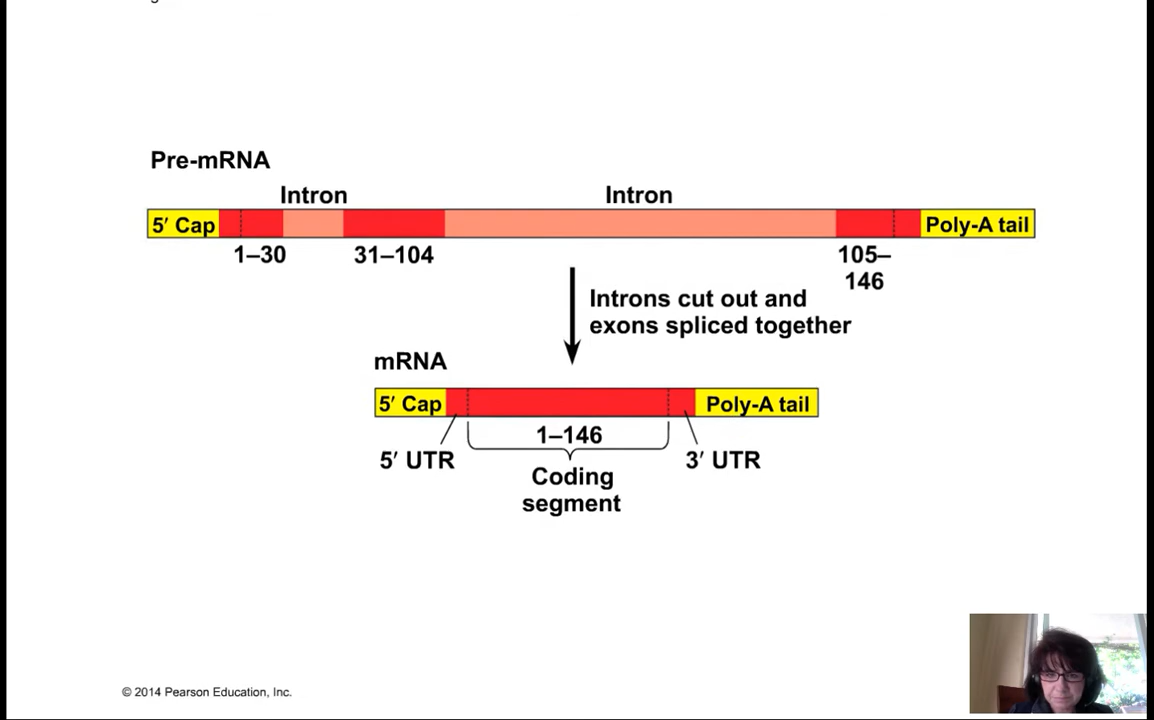 Pre-mRNA
Intron
Intron
5′ Cap
Poly-A tail
1–30
31–104
105–
146
Introns cut out and
exons spliced together
mRNA
5′ Cap
Poly-A tail
1–146
5′ UTR
3′ UTR
Coding
segment
© 2014 Pearson Education, Inc.